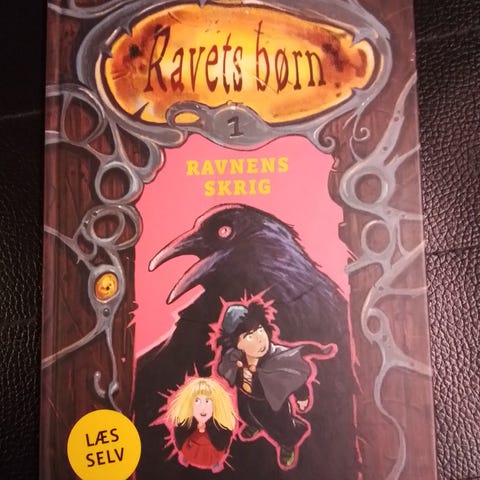 Ravets børn
1
RAVNENS
SKRIG
LÆS
SELV